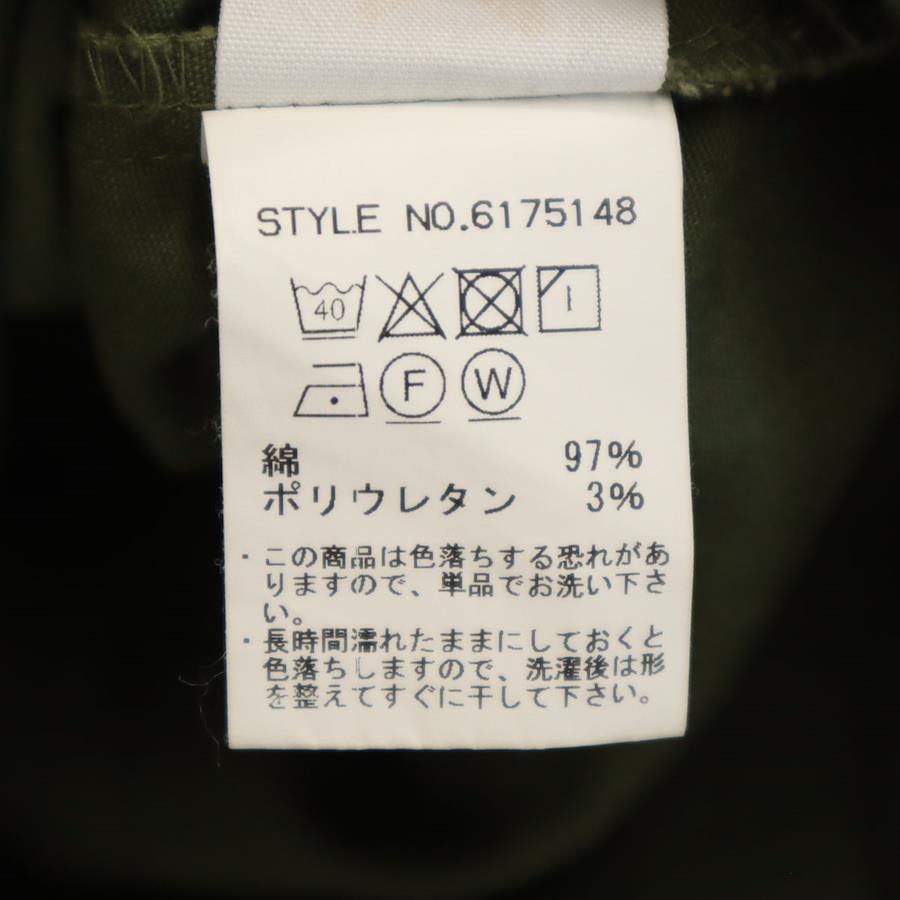 STYLE NO.6175148
40
F W
綿 97%
ポリウレタン 3%
・この商品は色落ちする恐れがあ
りますので、単品でお洗い下さ
い。
・長時間濡れたままにしておくと
色落ちしますので、洗濯後は形
を整えてすぐに干して下さい。